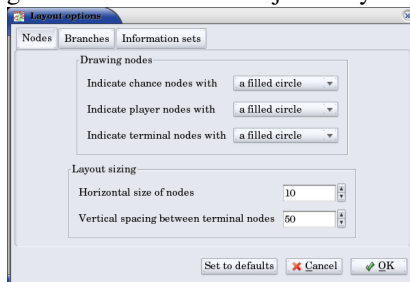 Layout options
Nodes Branches Information sets
Drawing nodes
Indicate chance nodes with a filled circle
Indicate player nodes with a filled circle
Indicate terminal nodes with a filled circle
Layout sizing
Horizontal size of nodes 10
Vertical spacing between terminal nodes 50
Set to defaults Cancel OK